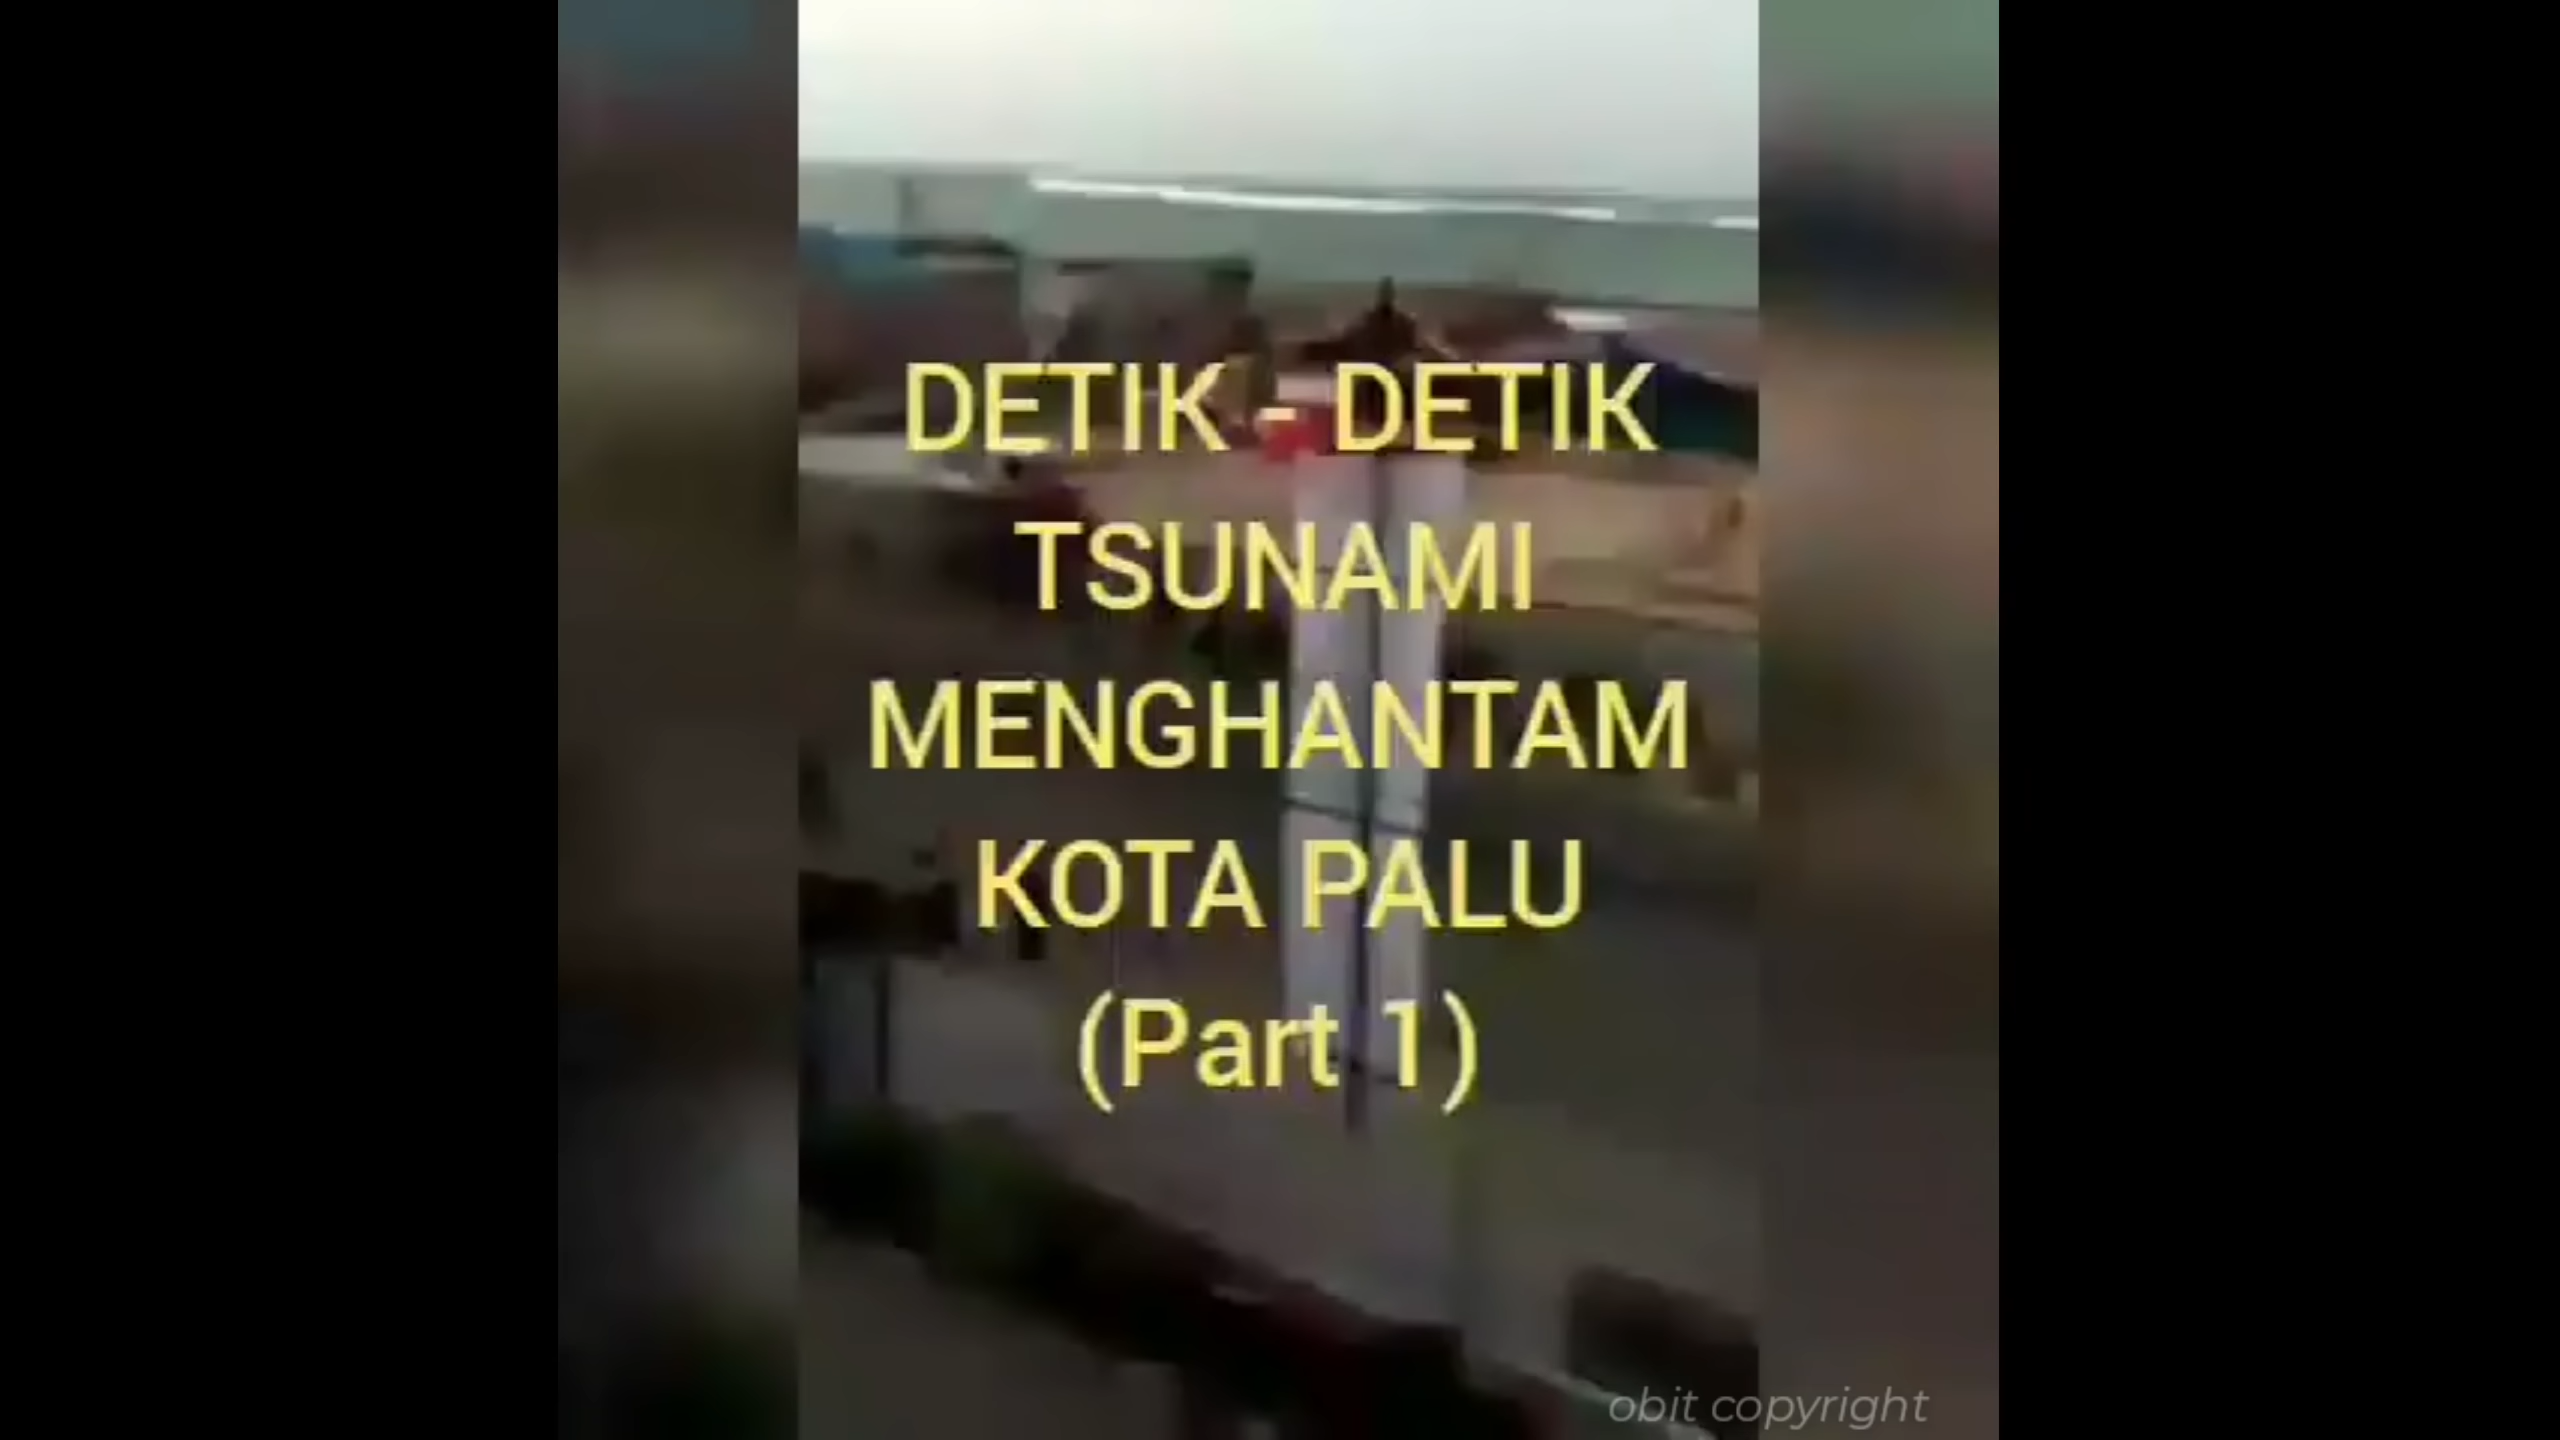 DETIK - DETIK
TSUNAMI
MENGHANTAM
KOTA PALU
(Part 1)
obit copyright